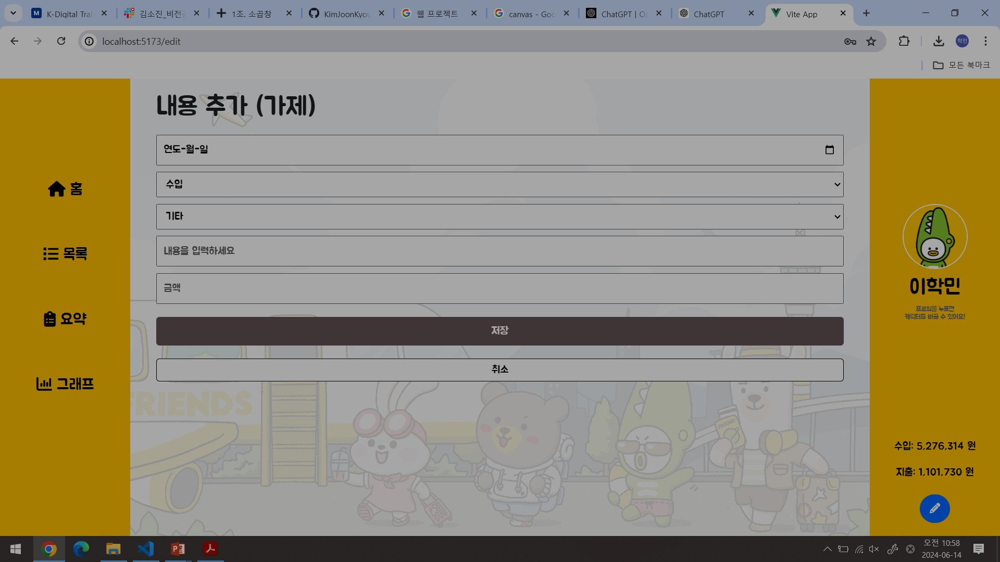 K-Digital Trai
김소진_비전공
1조. 소곱창
KimJoonKyou
웹 프로젝트
canvas - Goo
ChatGPT | Op
ChatGPT
Vite App
localhost:5173/edit
학민
모든 북마크
내용 추가 (가제)
연도-월-일
수입
기타
내용을 입력하세요
금액
저장
취소
홈
목록
요약
그래프
이학민
프로필을 누르면
캐릭터를 바꿀 수 있어요!
수입: 5,276,314 원
지출: 1,101,730 원
FRIENDS
PASSPORT
오전 10:58
2024-06-14